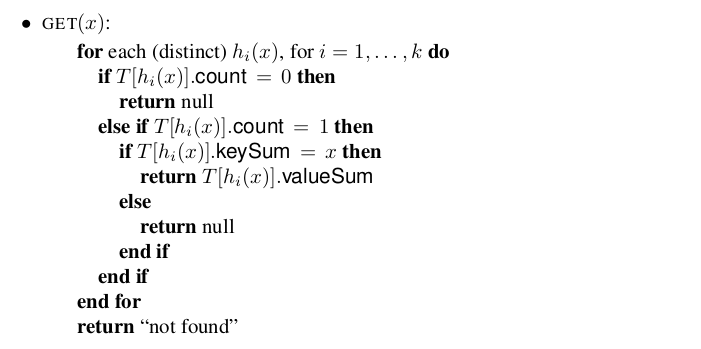 • GET(x):
for each (distinct) h_i(x), for i = 1, . . . , k do
if T[h_i(x)].count = 0 then
return null
else if T[h_i(x)].count = 1 then
if T[h_i(x)].keySum = x then
return T[h_i(x)].valueSum
else
return null
end if
end if
end for
return “not found”